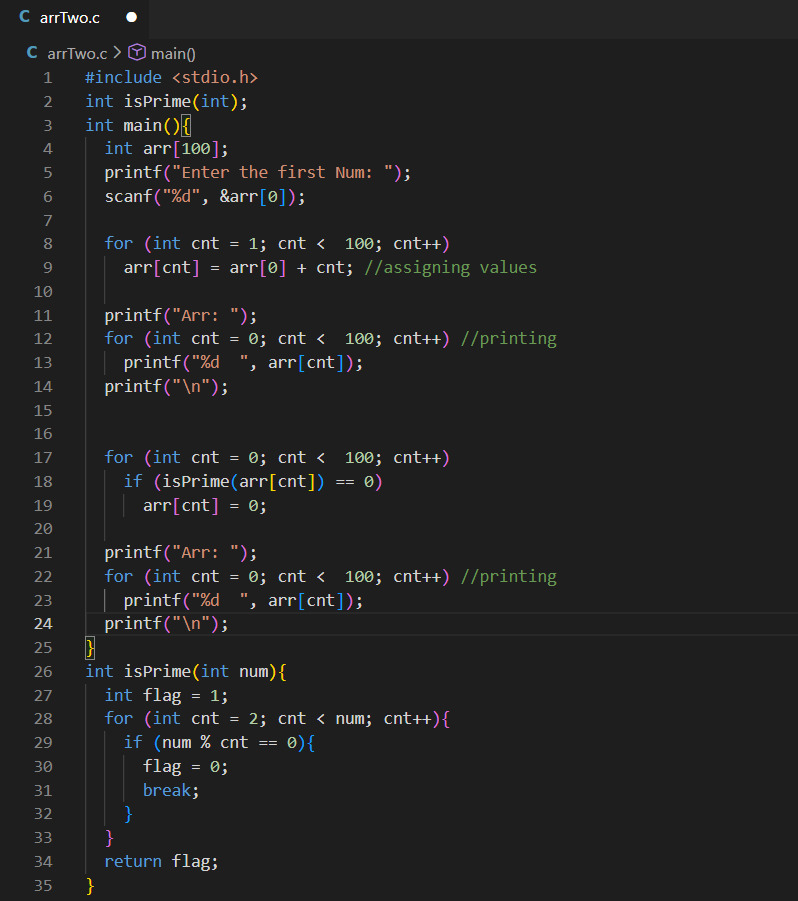 C arrTwo.c ●
C arrTwo.c > main()
1 #include <stdio.h>
2 int isPrime(int);
3 int main(){
4   int arr[100];
5   printf("Enter the first Num: ");
6   scanf("%d", &arr[0]);
7
8   for (int cnt = 1; cnt <  100; cnt++)
9     arr[cnt] = arr[0] + cnt; //assigning values
10
11   printf("Arr: ");
12   for (int cnt = 0; cnt <  100; cnt++) //printing
13     printf("%d  ", arr[cnt]);
14   printf("\n");
15
16
17   for (int cnt = 0; cnt <  100; cnt++)
18     if (isPrime(arr[cnt]) == 0)
19       arr[cnt] = 0;
20
21   printf("Arr: ");
22   for (int cnt = 0; cnt <  100; cnt++) //printing
23     printf("%d  ", arr[cnt]);
24   printf("\n");
25 }
26 int isPrime(int num){
27   int flag = 1;
28   for (int cnt = 2; cnt < num; cnt++){
29     if (num % cnt == 0){
30       flag = 0;
31       break;
32     }
33   }
34   return flag;
35 }